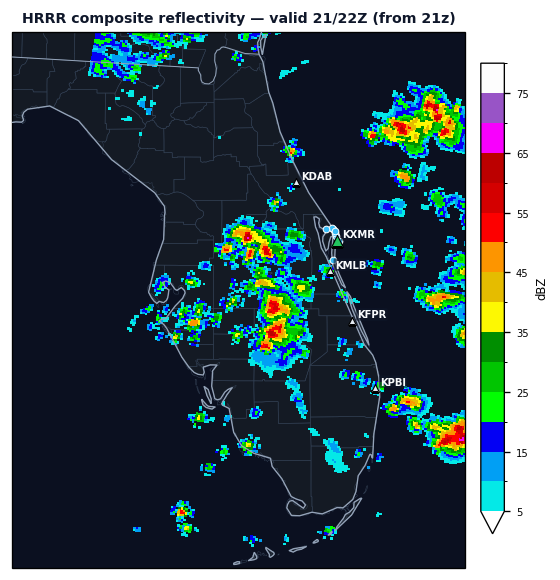 HRRR composite reflectivity — valid 21/22Z (from 21z)
75
65
55
45
35
25
15
5
dBZ
KDAB
KXMR
KMLB
KFPR
KPBI